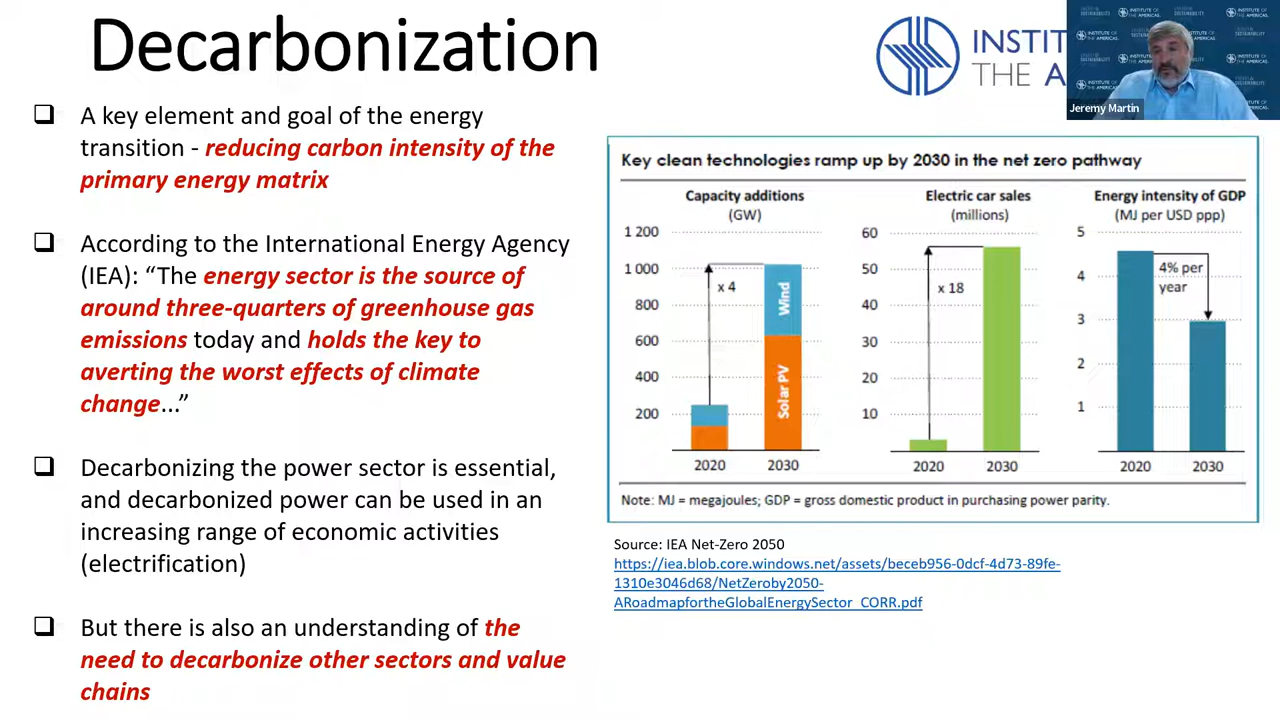 Decarbonization
INSTIT
THE A
INSTITUTE OF
THE AMERICAS
Jeremy Martin
❑ A key element and goal of the energy
transition - reducing carbon intensity of the
primary energy matrix
❑ According to the International Energy Agency
(IEA): “The energy sector is the source of
around three-quarters of greenhouse gas
emissions today and holds the key to
averting the worst effects of climate
change...”
❑ Decarbonizing the power sector is essential,
and decarbonized power can be used in an
increasing range of economic activities
(electrification)
❑ But there is also an understanding of the
need to decarbonize other sectors and value
chains
Key clean technologies ramp up by 2030 in the net zero pathway
Capacity additions
(GW)
1 200
1 000
800
600
400
200
x 4
Wind
Solar PV
2020 2030
Electric car sales
(millions)
60
50
40
30
20
10
x 18
2020 2030
Energy intensity of GDP
(MJ per USD ppp)
5
4
3
2
1
4% per
year
2020 2030
Note: MJ = megajoules; GDP = gross domestic product in purchasing power parity.
Source: IEA Net-Zero 2050
https://iea.blob.core.windows.net/assets/beceb956-0dcf-4d73-89fe-
1310e3046d68/NetZeroby2050-
ARoadmapfortheGlobalEnergySector_CORR.pdf